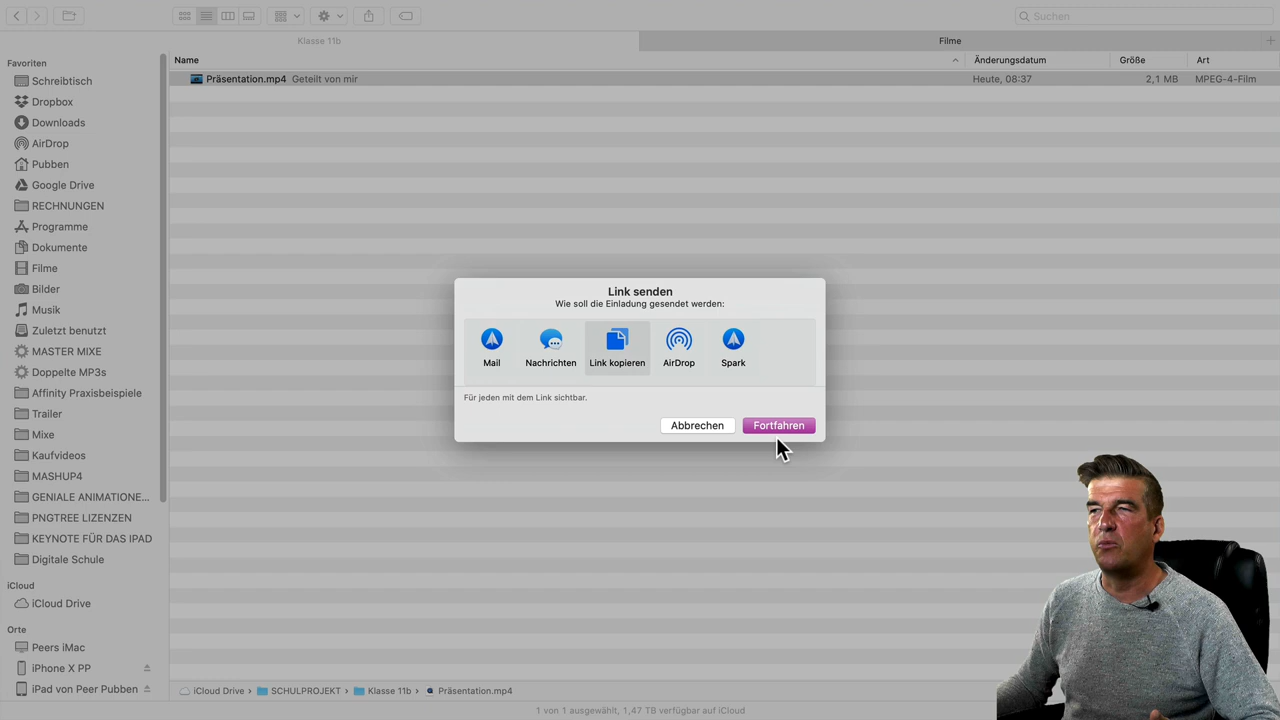 Suchen
Klasse 11b
Filme
Favoriten
Schreibtisch
Dropbox
Downloads
AirDrop
Pubben
Google Drive
RECHNUNGEN
Programme
Dokumente
Filme
Bilder
Musik
Zuletzt benutzt
MASTER MIXE
Doppelte MP3s
Affinity Praxisbeispiele
Trailer
Mixe
Kaufvideos
MASHUP4
GENIALE ANIMATIONE...
PNGTREE LIZENZEN
KEYNOTE FÜR DAS IPAD
Digitale Schule
iCloud
iCloud Drive
Orte
Peers iMac
iPhone X PP
iPad von Peer Pubben
Name Änderungsdatum Größe Art
Präsentation.mp4 Geteilt von mir Heute, 08:37 2,1 MB MPEG-4-Film
Link senden
Wie soll die Einladung gesendet werden:
Mail Nachrichten Link kopieren AirDrop Spark
Für jeden mit dem Link sichtbar.
Abbrechen Fortfahren
iCloud Drive › SCHULPROJEKT › Klasse 11b › Präsentation.mp4
1 von 1 ausgewählt, 1,47 TB verfügbar auf iCloud